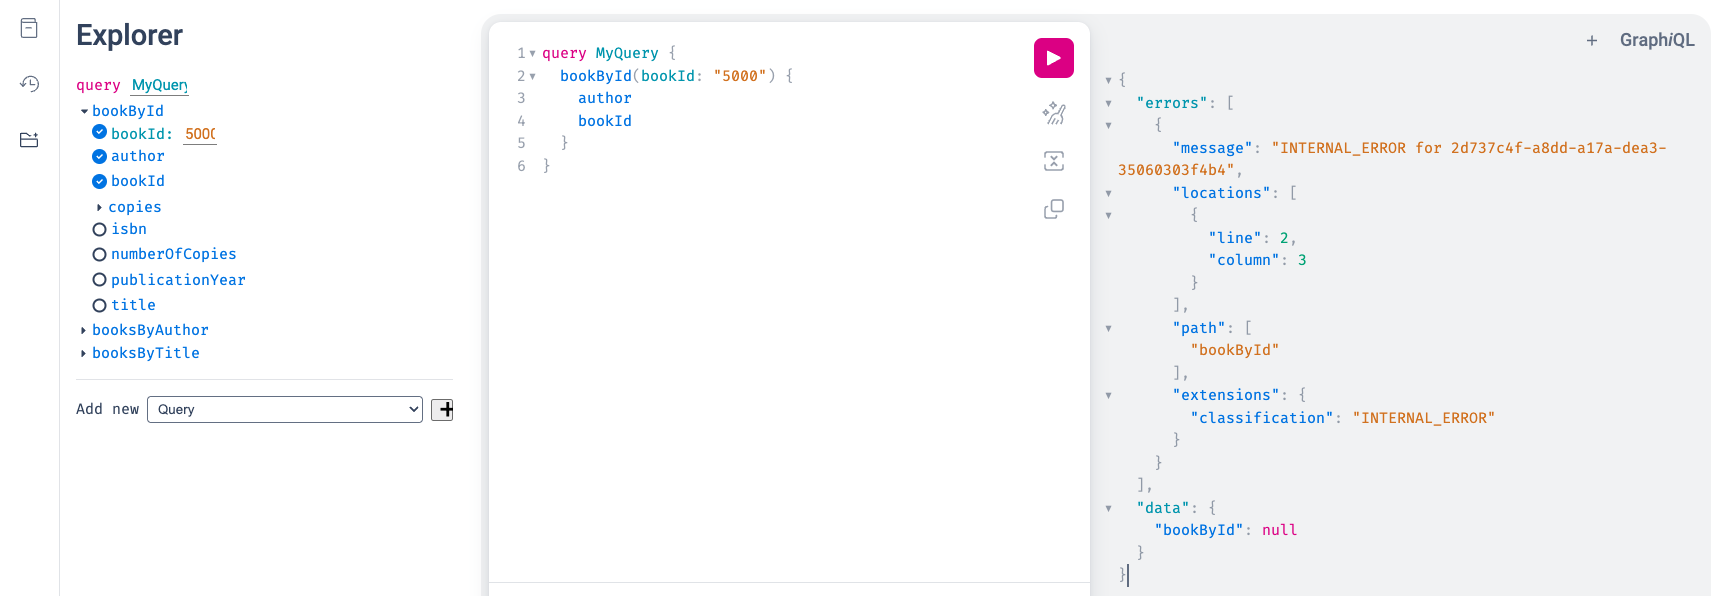 Explorer
query MyQuery
bookById
bookId: 500
author
bookId
copies
isbn
numberOfCopies
publicationYear
title
booksByAuthor
booksByTitle
Add new Query +
1 query MyQuery {
2 bookById(bookId: "5000") {
3 author
4 bookId
5 }
6 }
+ GraphiQL
{
"errors": [
{
"message": "INTERNAL_ERROR for 2d737c4f-a8dd-a17a-dea3-
35060303f4b4",
"locations": [
{
"line": 2,
"column": 3
}
],
"path": [
"bookById"
],
"extensions": {
"classification": "INTERNAL_ERROR"
}
}
],
"data": {
"bookById": null
}
}